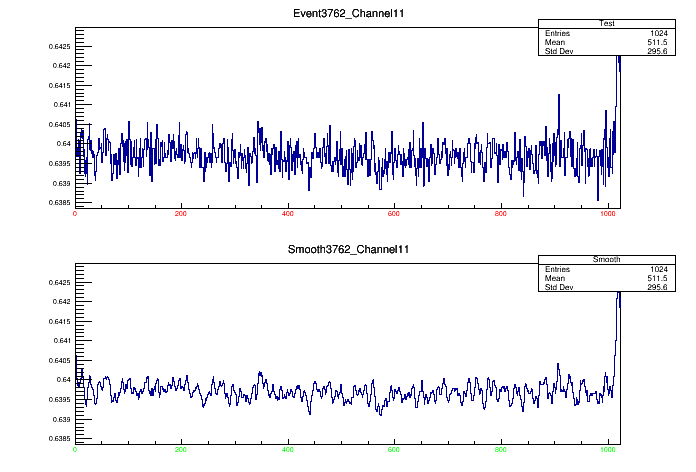 Event3762_Channel11
Test
Entries 1024
Mean 511.5
Std Dev 295.6
0.6425
0.642
0.6415
0.641
0.6405
0.64
0.6395
0.639
0.6385
0 200 400 600 800 1000
Smooth3762_Channel11
Smooth
Entries 1024
Mean 511.5
Std Dev 295.6
0.6425
0.642
0.6415
0.641
0.6405
0.64
0.6395
0.639
0.6385
0 200 400 600 800 1000